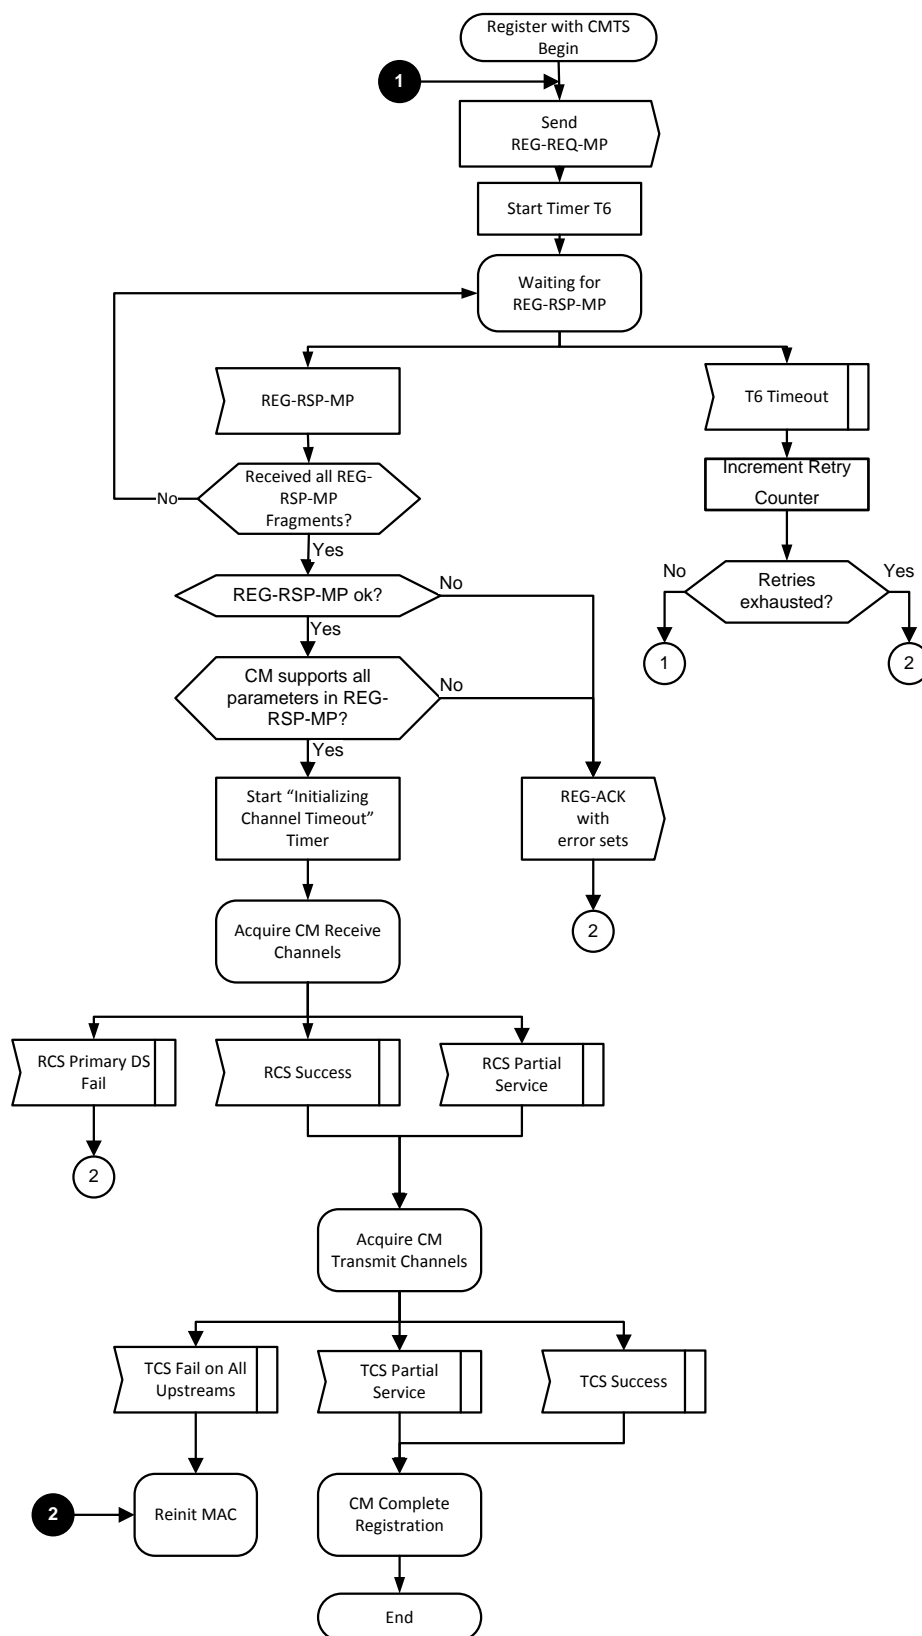 Register with CMTS
Begin
1
Send
REG-REQ-MP
Start Timer T6
Waiting for
REG-RSP-MP
REG-RSP-MP
T6 Timeout
Received all REG-
RSP-MP
Fragments?
No
Increment Retry
Counter
Yes
No
Retries
exhausted?
Yes
REG-RSP-MP ok?
No
Yes
1
2
CM supports all
parameters in REG-
RSP-MP?
No
Yes
Start “Initializing
Channel Timeout”
Timer
REG-ACK
with
error sets
2
Acquire CM Receive
Channels
RCS Primary DS
Fail
RCS Success
RCS Partial
Service
2
Acquire CM
Transmit Channels
TCS Fail on All
Upstreams
TCS Partial
Service
TCS Success
2
Reinit MAC
CM Complete
Registration
End